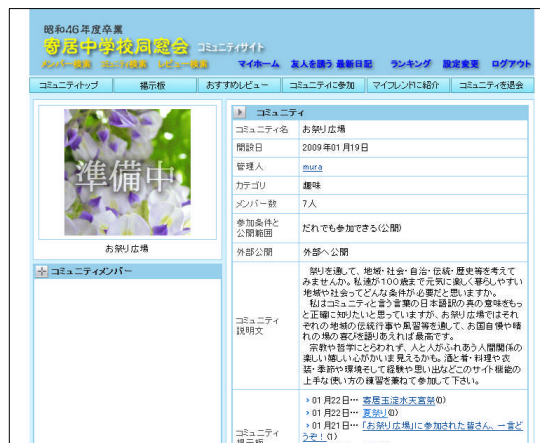 昭和46年度卒業
寄居中学校同窓会 コミュニティサイト
メンバー検索 コミュニティ検索 レビュー検索
マイホーム 友人を誘う 最新日記 ランキング 設定変更 ログアウト
コミュニティトップ 掲示板 おすすめレビュー コミュニティに参加 マイフレンドに紹介 コミュニティを退会
準備中
お祭り広場
コミュニティメンバー
コミュニティ
コミュニティ名 お祭り広場
開設日 2009年01月19日
管理人 mura
カテゴリ 趣味
メンバー数 7人
参加条件と
公開範囲
だれでも参加できる(公開)
外部公開 外部へ公開
コミュニティ
説明文
祭りを通して、地域・社会・自治・伝統・歴史等を考えて
みませんか。私達が100歳まで元気に楽しく暮らしやすい
地域や社会ってどんな条件が必要だと思いますか。
私はコミュニティと言う言葉の日本語訳の真の意味をもっ
と正確に知りたいと思っていますが、お祭り広場ではそれ
ぞれの地域の伝統行事や風習等を通して、お国自慢や晴
れの場の喜びを語りあえれば最高です。
宗教や哲学にとらわれず、人と人がふれあう人間関係の
楽しい嬉しい心がかいま見えるかも。酒と肴・料理や衣
装・季節や環境そして経験や思い出などこのサイト機能の
上手な使い方の練習を兼ねて参加して下さい。
コミュニティ
掲示板
01月22日… 寄居玉淀水天宮祭(0)
01月22日… 夏祭り(0)
01月21日… 「お祭り広場」に参加された皆さん、一言ど
うぞ！(1)